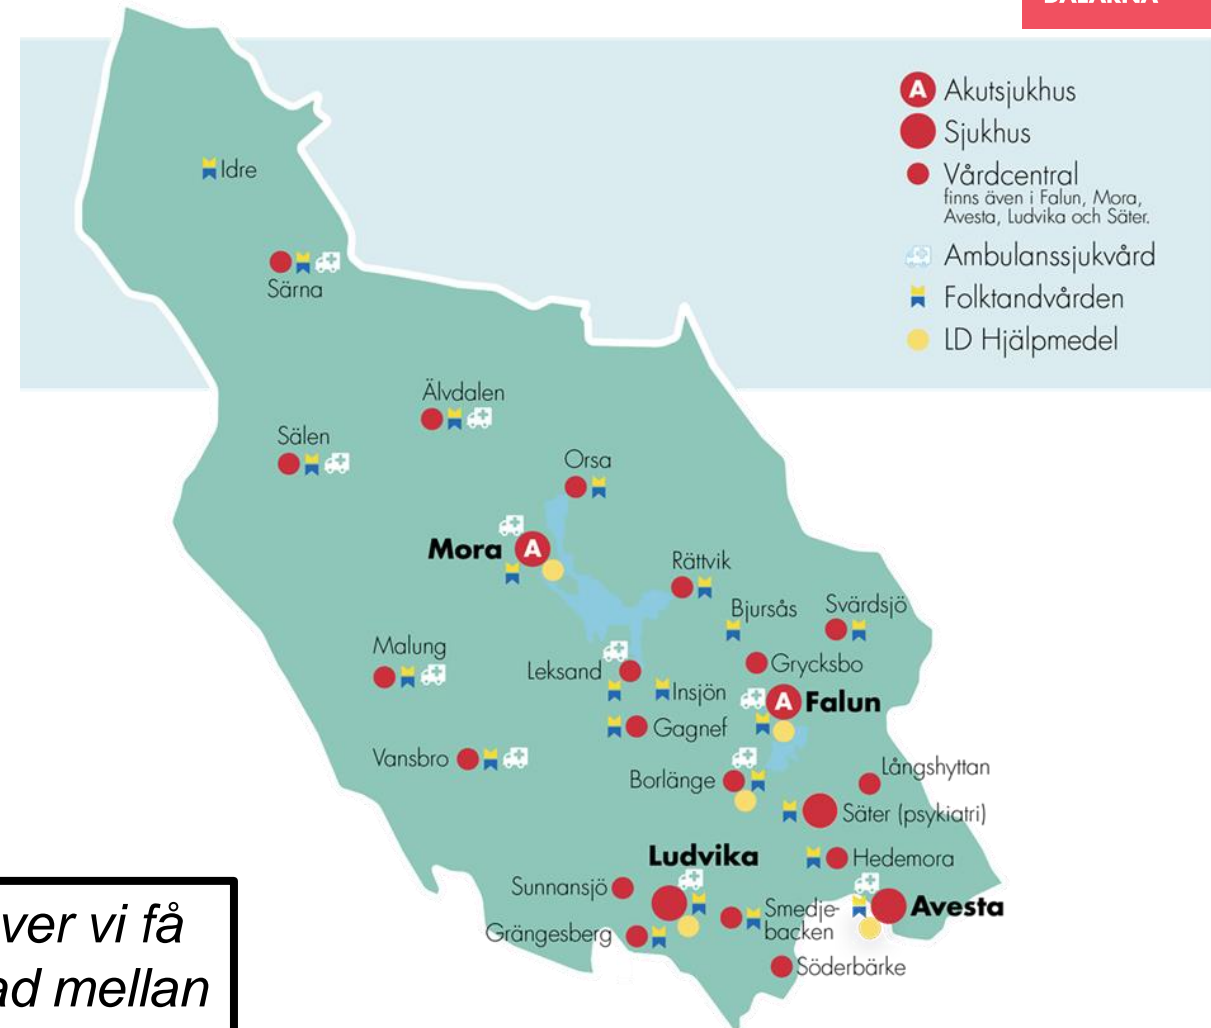 A Akutsjukhus
Sjukhus
Vårdcentral
finns även i Falun, Mora,
Avesta, Ludvika och Säter.
Ambulanssjukvård
Folktandvården
LD Hjälpmedel
Idre
Särna
Älvdalen
Sälen
Orsa
Mora A
Rättvik
Bjursås
Svärdsjö
Malung
Leksand
Grycksbo
Insjön
A Falun
Gagnef
Vansbro
Borlänge
Långshyttan
Säter (psykiatri)
Ludvika
Hedemora
Sunnansjö
Smedje-
backen
Avesta
Grängesberg
Söderbärke
ver vi få
ad mellan